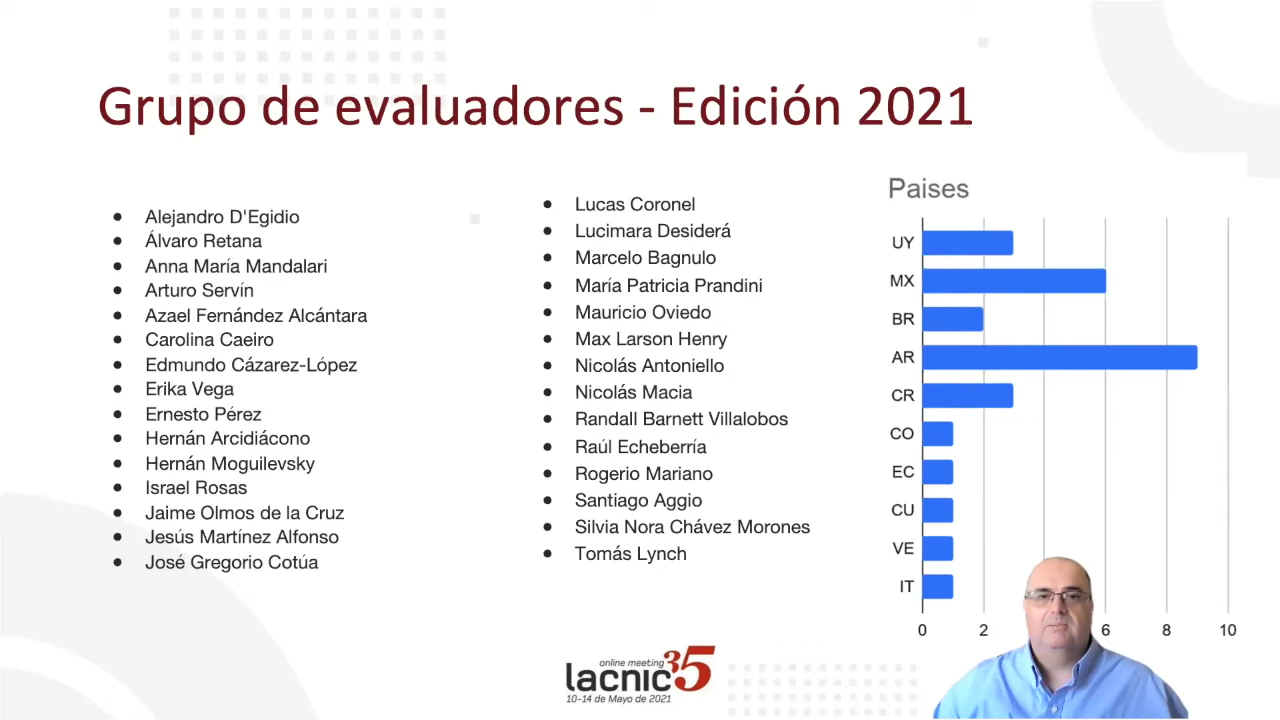 Grupo de evaluadores - Edición 2021
Alejandro D'Egidio
Álvaro Retana
Anna María Mandalari
Arturo Servín
Azael Fernández Alcántara
Carolina Caeiro
Edmundo Cázarez-López
Erika Vega
Ernesto Pérez
Hernán Arcidiácono
Hernán Moguilevsky
Israel Rosas
Jaime Olmos de la Cruz
Jesús Martínez Alfonso
José Gregorio Cotúa
Lucas Coronel
Lucimara Desiderá
Marcelo Bagnulo
María Patricia Prandini
Mauricio Oviedo
Max Larson Henry
Nicolás Antoniello
Nicolás Macia
Randall Barnett Villalobos
Raúl Echeberría
Rogerio Mariano
Santiago Aggio
Silvia Nora Chávez Morones
Tomás Lynch
Paises
UY
MX
BR
AR
CR
CO
EC
CU
VE
IT
0 2 6 8 10
online meeting
lacnic35
10-14 de Mayo de 2021